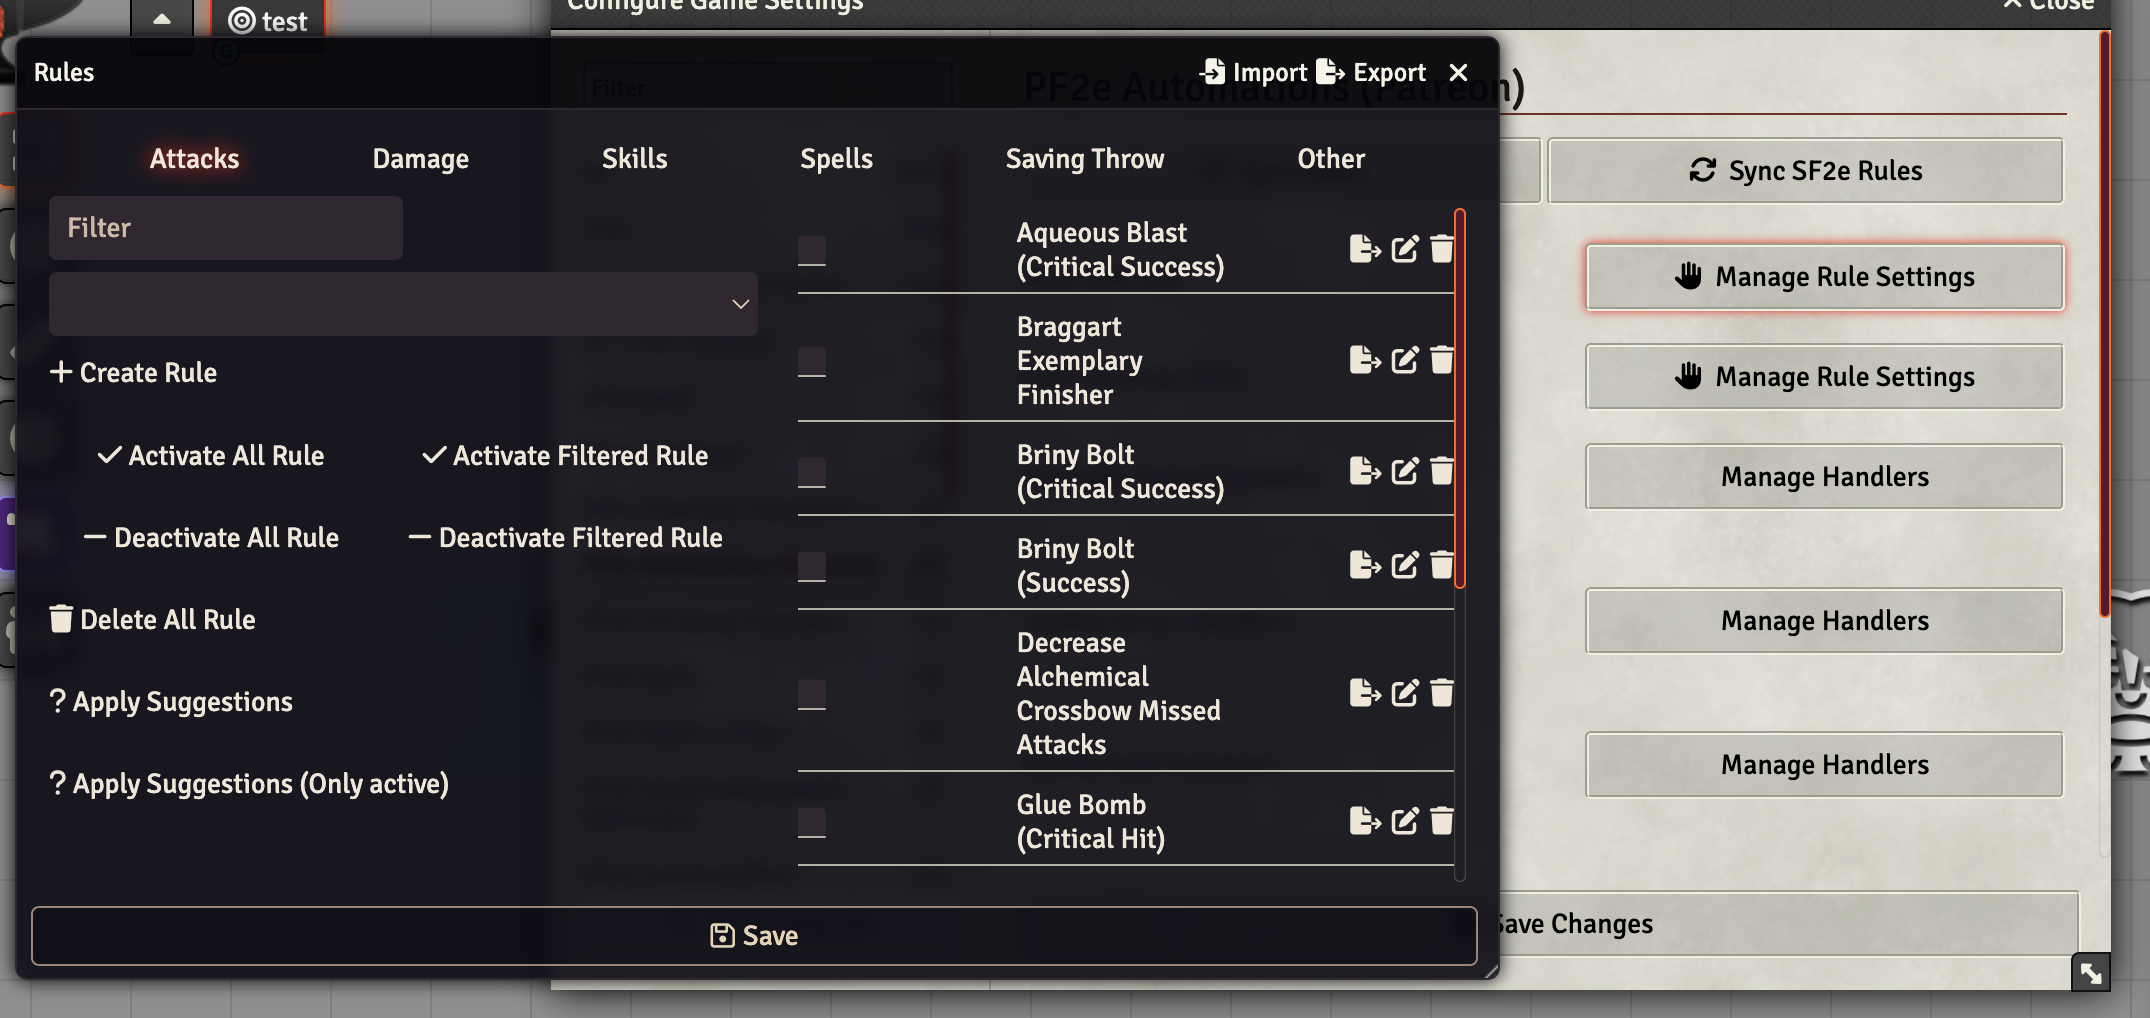 Configure Game Settings
Close
test
G
Rules
Import
Export
Filter
PF2e Automations (Patreon)
Attacks
Damage
Skills
Spells
Saving Throw
Other
Sync SF2e Rules
Filter
Create Rule
Activate All Rule
Activate Filtered Rule
Deactivate All Rule
Deactivate Filtered Rule
Delete All Rule
? Apply Suggestions
? Apply Suggestions (Only active)
Aqueous Blast
(Critical Success)
Braggart
Exemplary
Finisher
Briny Bolt
(Critical Success)
Briny Bolt
(Success)
Decrease
Alchemical
Crossbow Missed
Attacks
Glue Bomb
(Critical Hit)
Manage Rule Settings
Manage Rule Settings
Manage Handlers
Manage Handlers
Manage Handlers
Save
Save Changes